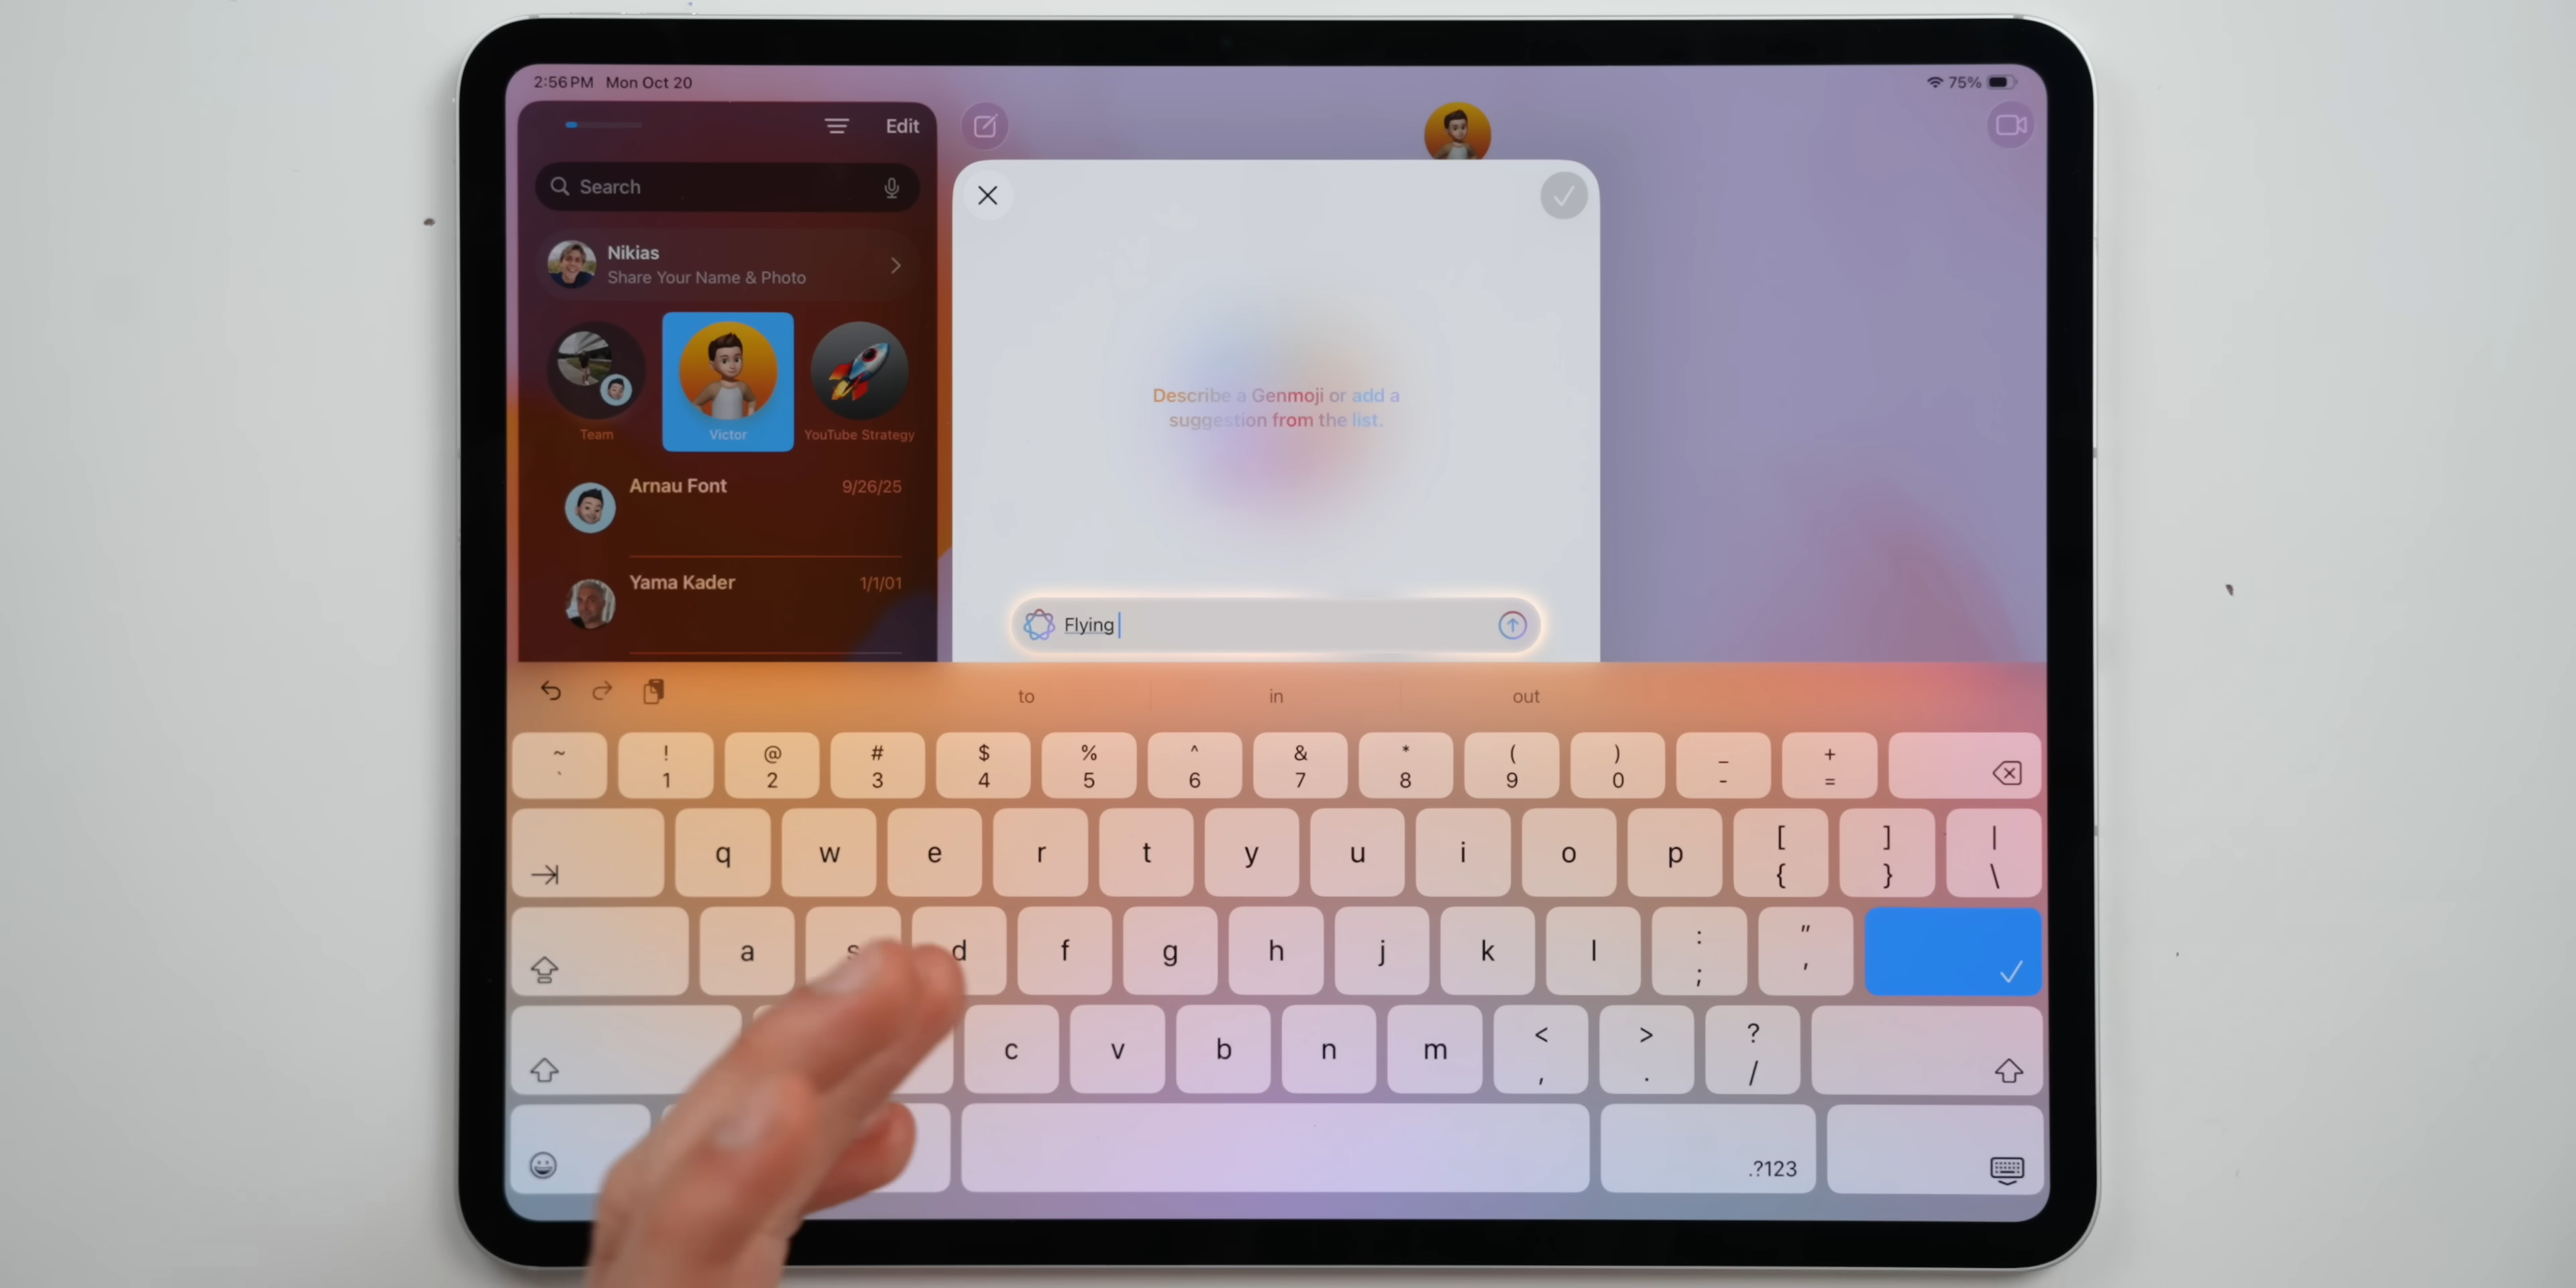 2:56 PM Mon Oct 20
75%
Edit
Search
Nikias
Share Your Name & Photo
Team
Victor
YouTube Strategy
Arnau Font 9/26/25
Yama Kader 1/1/01
Describe a Genmoji or add a
suggestion from the list.
Flying
to in out
~ ! @ # $ % ^ & * ( ) _ +
` 1 2 3 4 5 6 7 8 9 0 - =
q w e r t y u i o p [ ] |
{ } \
a s d f g h j k l : "
; '
c v b n m < > ?
, . /
.?123